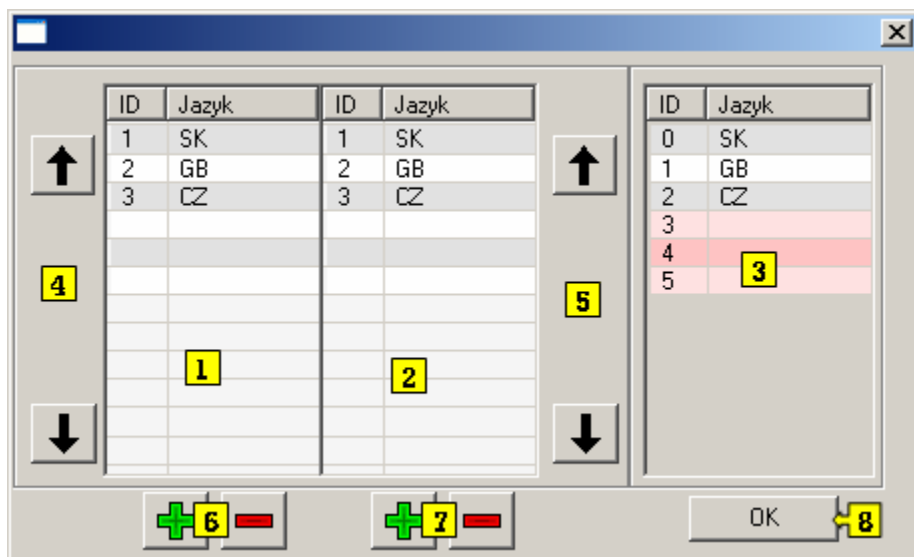 ID Jazyk ID Jazyk ID Jazyk
1 SK 1 SK 0 SK
2 GB 2 GB 1 GB
3 CZ 3 CZ 2 CZ
3
4
5
4
3
5
1
2
6
7
OK 8